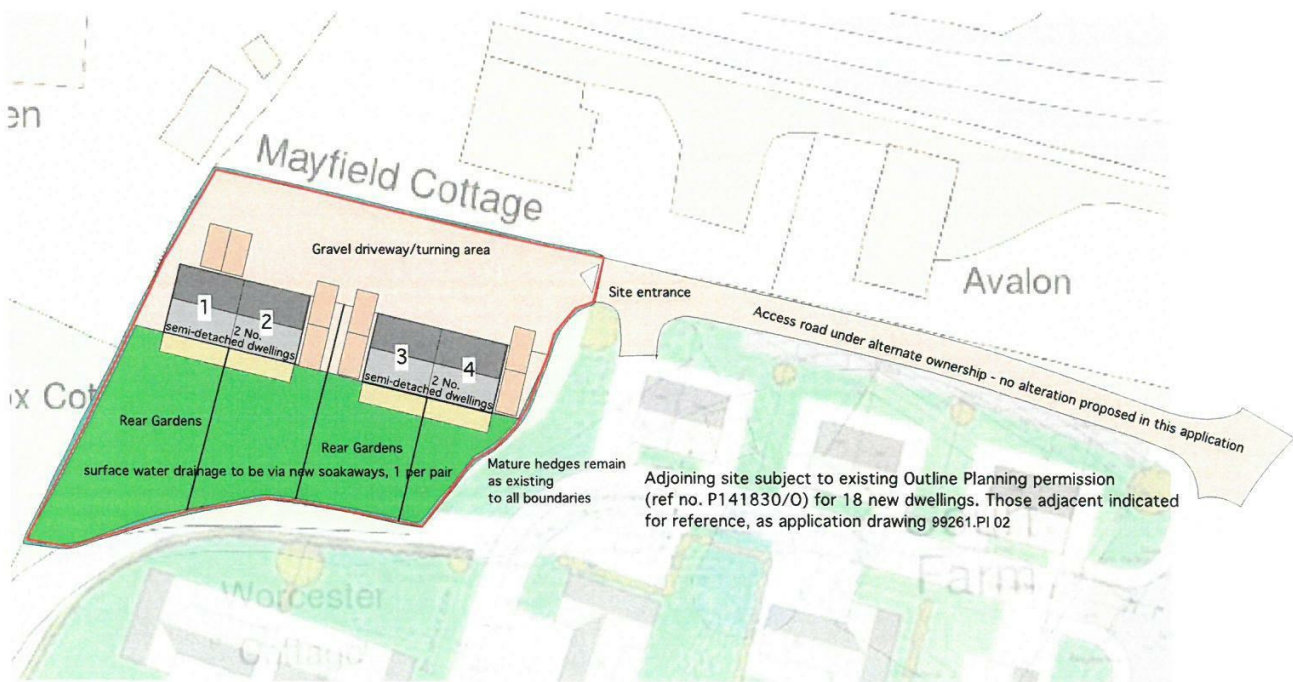 en
Mayfield Cottage
Gravel driveway/turning area
Avalon
Site entrance
Access road under alternate ownership - no alteration proposed in this application
1
2
2 No.
semi-detached dwellings
3
4
2 No.
semi-detached dwellings
ox Cot
Rear Gardens
Rear Gardens
surface water drainage to be via new soakaways, 1 per pair
Mature hedges remain
as existing
to all boundaries
Adjoining site subject to existing Outline Planning permission
(ref no. P141830/O) for 18 new dwellings. Those adjacent indicated
for reference, as application drawing 99261.PI 02
Farm
Worcester
Cottage